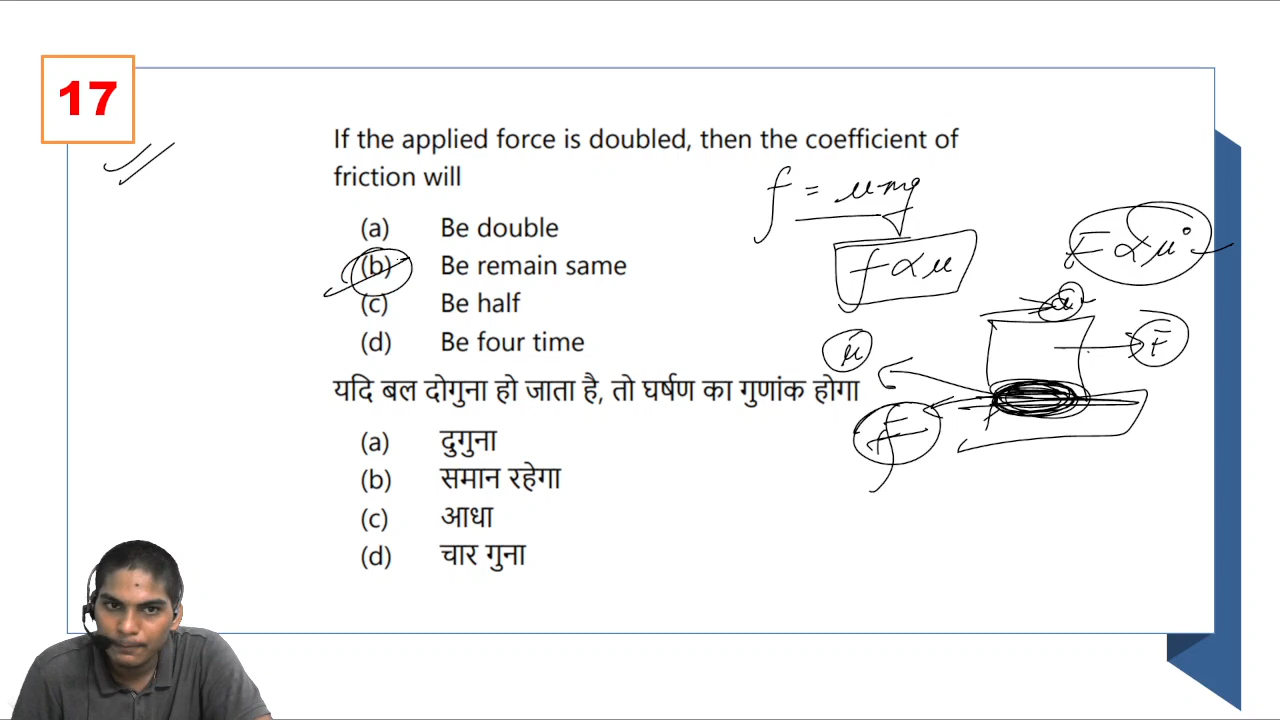 17
If the applied force is doubled, then the coefficient of
friction will
(a) Be double
(b) Be remain same
(c) Be half
(d) Be four time
यदि बल दोगुना हो जाता है, तो घर्षण का गुणांक होगा
(a) दुगुना
(b) समान रहेगा
(c) आधा
(d) चार गुना
f = μmg
f ∝ μ
F ∝ μ°
μ
F